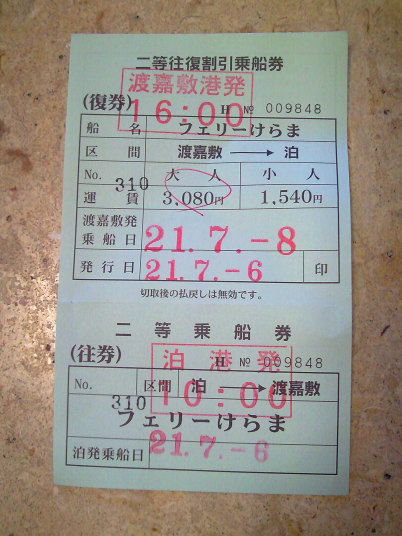 二等往復割引乗船券
渡嘉敷港発
(復券)
16:00
H № 009848
船名 フェリーけらま
区間 渡嘉敷 → 泊
No. 310 大人 小人
運賃 3,080円 1,540円
渡嘉敷発
乗船日 21.7.-8
発行日 21.7.-6 印
切取後の払戻しは無効です。
二等乗船券
(往券)
泊港発
H № 009848
10:00
No. 310 区間 泊 → 渡嘉敷
フェリーけらま
泊発乗船日 21.7.-6